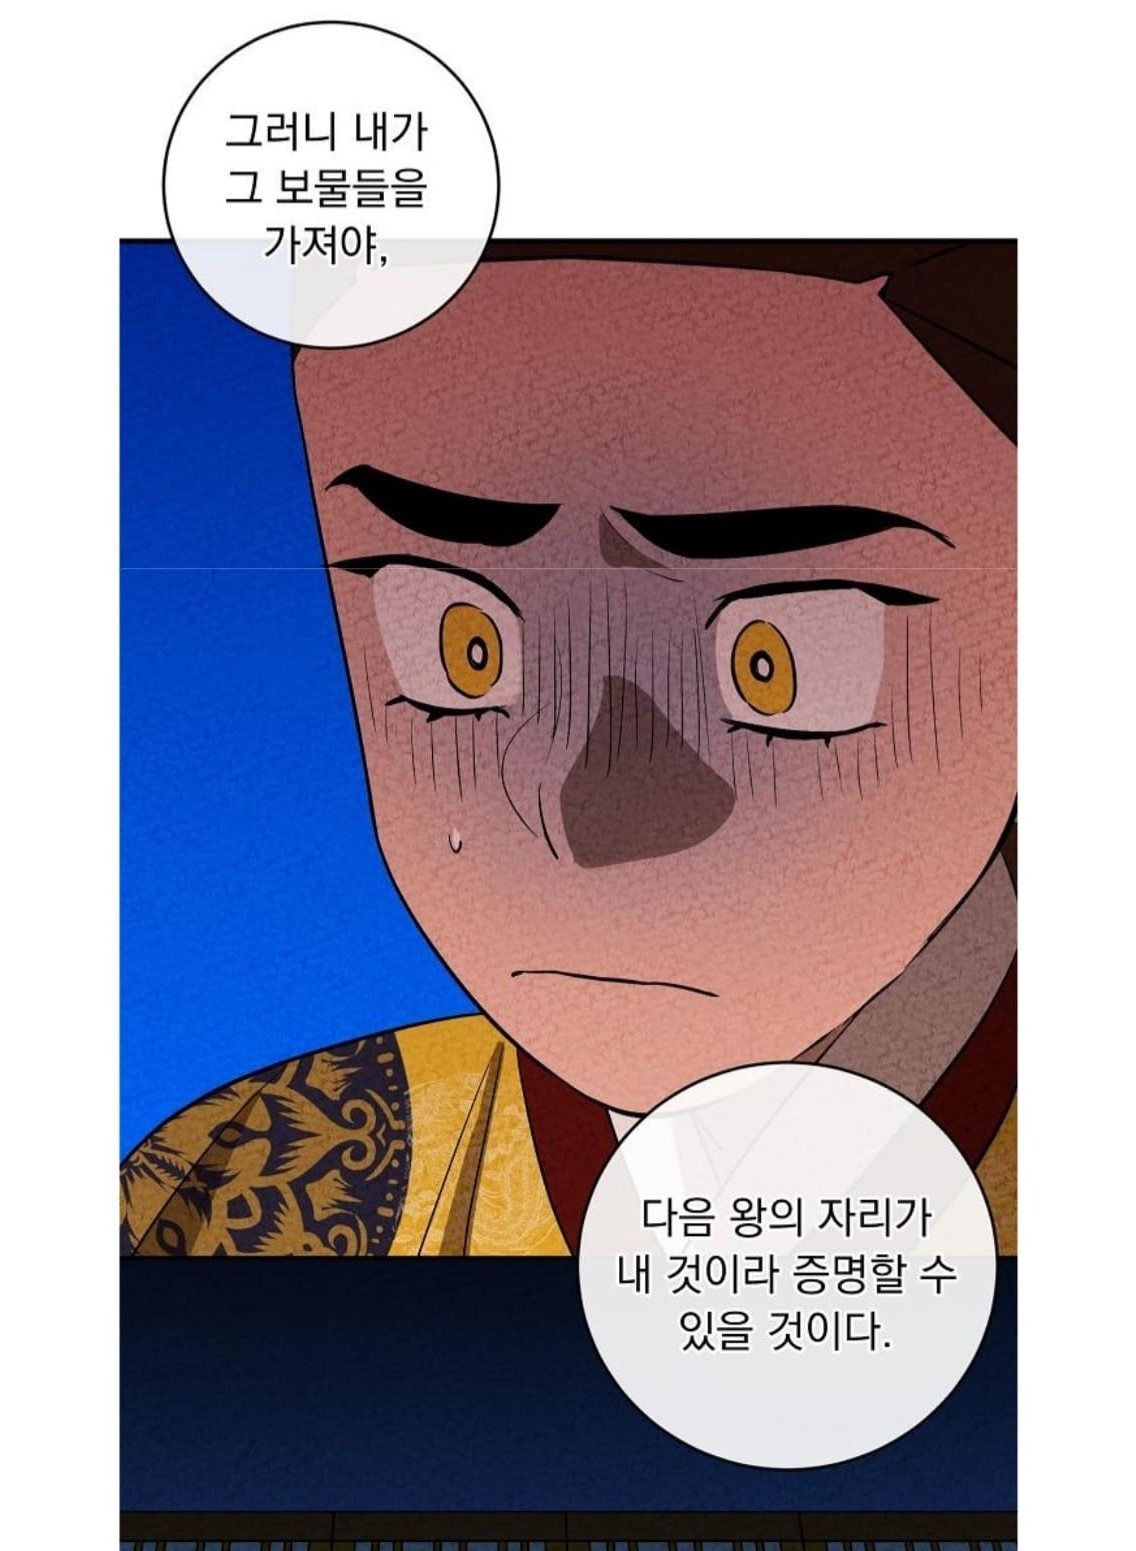 그러니 내가
그 보물들을
가져야,
다음 왕의 자리가
내 것이라 증명할 수
있을 것이다.